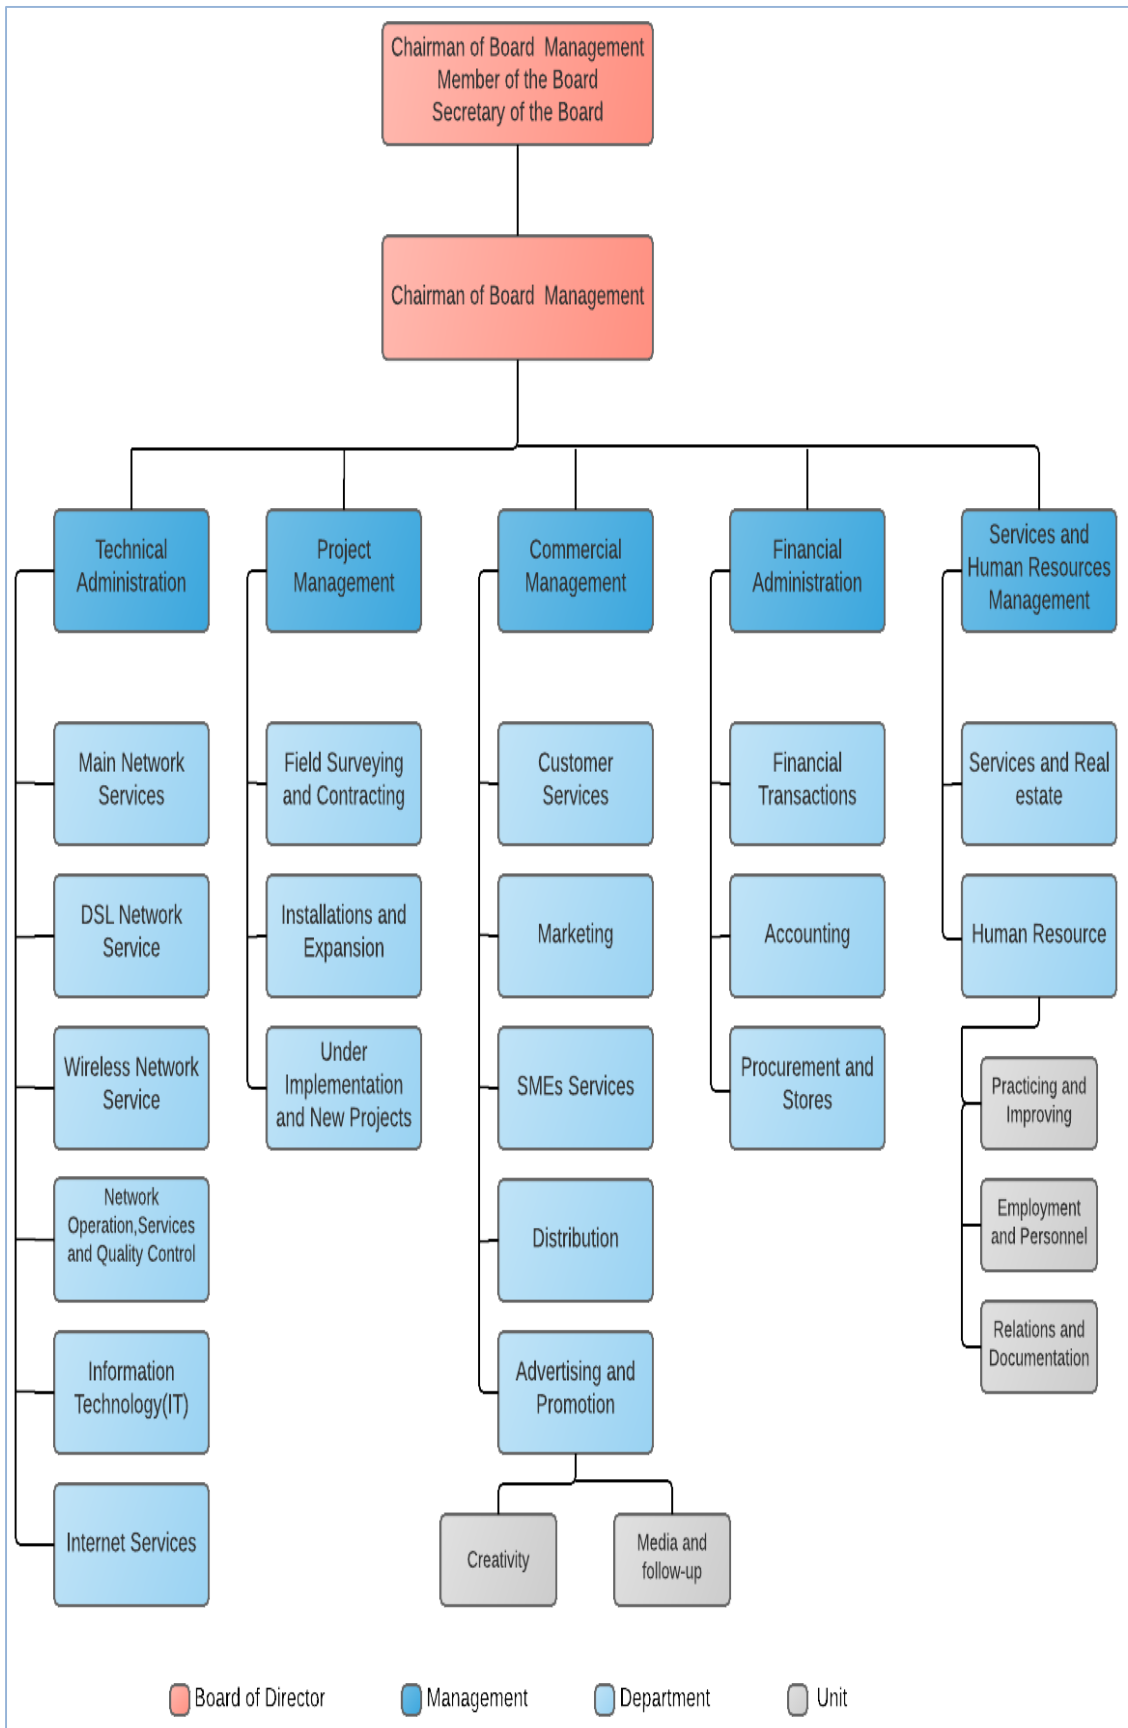 Chairman of Board Management
Member of the Board
Secretary of the Board
Chairman of Board Management
Technical
Administration
Project
Management
Commercial
Management
Financial
Administration
Services and
Human Resources
Management
Main Network
Services
Field Surveying
and Contracting
Customer
Services
Financial
Transactions
Services and Real
estate
DSL Network
Service
Installations and
Expansion
Marketing
Accounting
Human Resource
Wireless Network
Service
Under
Implementation
and New Projects
SMEs Services
Procurement and
Stores
Practicing and
Improving
Network
Operation,Services
and Quality Control
Distribution
Employment
and Personnel
Relations and
Documentation
Information
Technology(IT)
Advertising and
Promotion
Internet Services
Creativity
Media and
follow-up
Board of Director
Management
Department
Unit